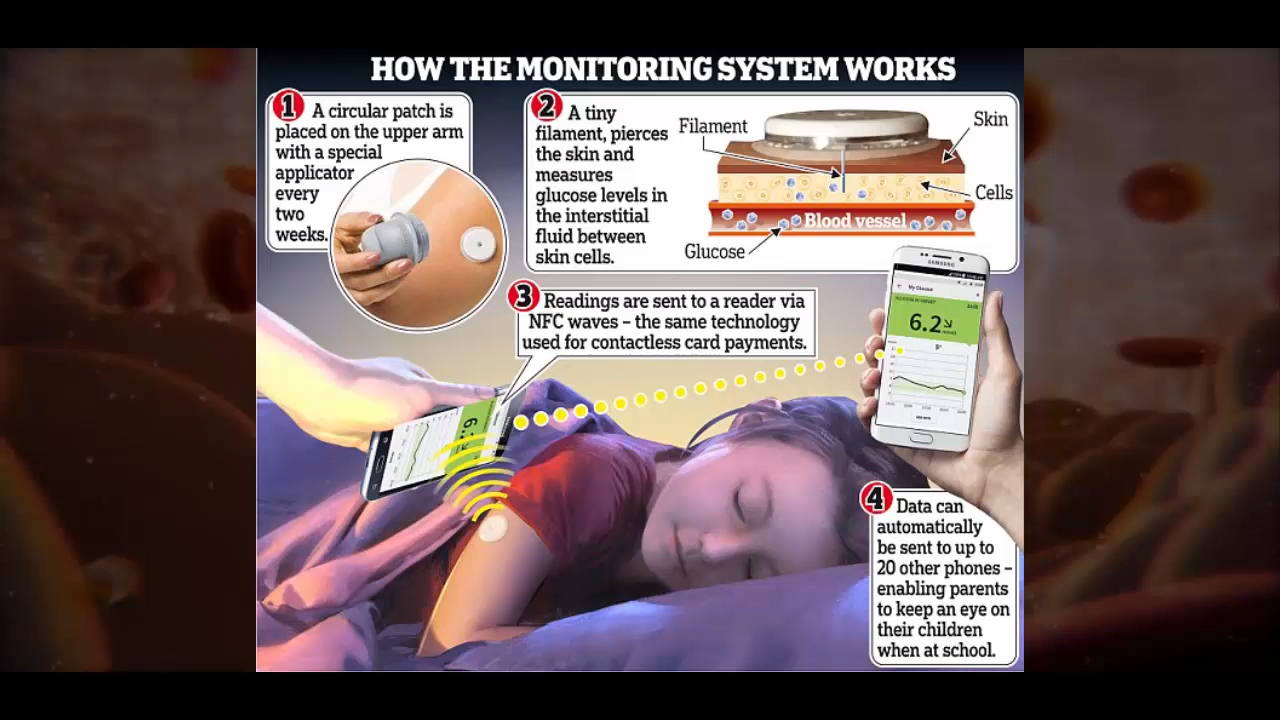 HOW THE MONITORING SYSTEM WORKS
1 A circular patch is
placed on the upper arm
with a special
applicator
every
two
weeks.
2 A tiny
filament, pierces
the skin and
measures
glucose levels in
the interstitial
fluid between
skin cells.
Filament
Skin
Cells
Blood vessel
Glucose
3 Readings are sent to a reader via
NFC waves – the same technology
used for contactless card payments.
SAMSUNG
My Glucose
6.2
6.2
4 Data can
automatically
be sent to up to
20 other phones –
enabling parents
to keep an eye on
their children
when at school.